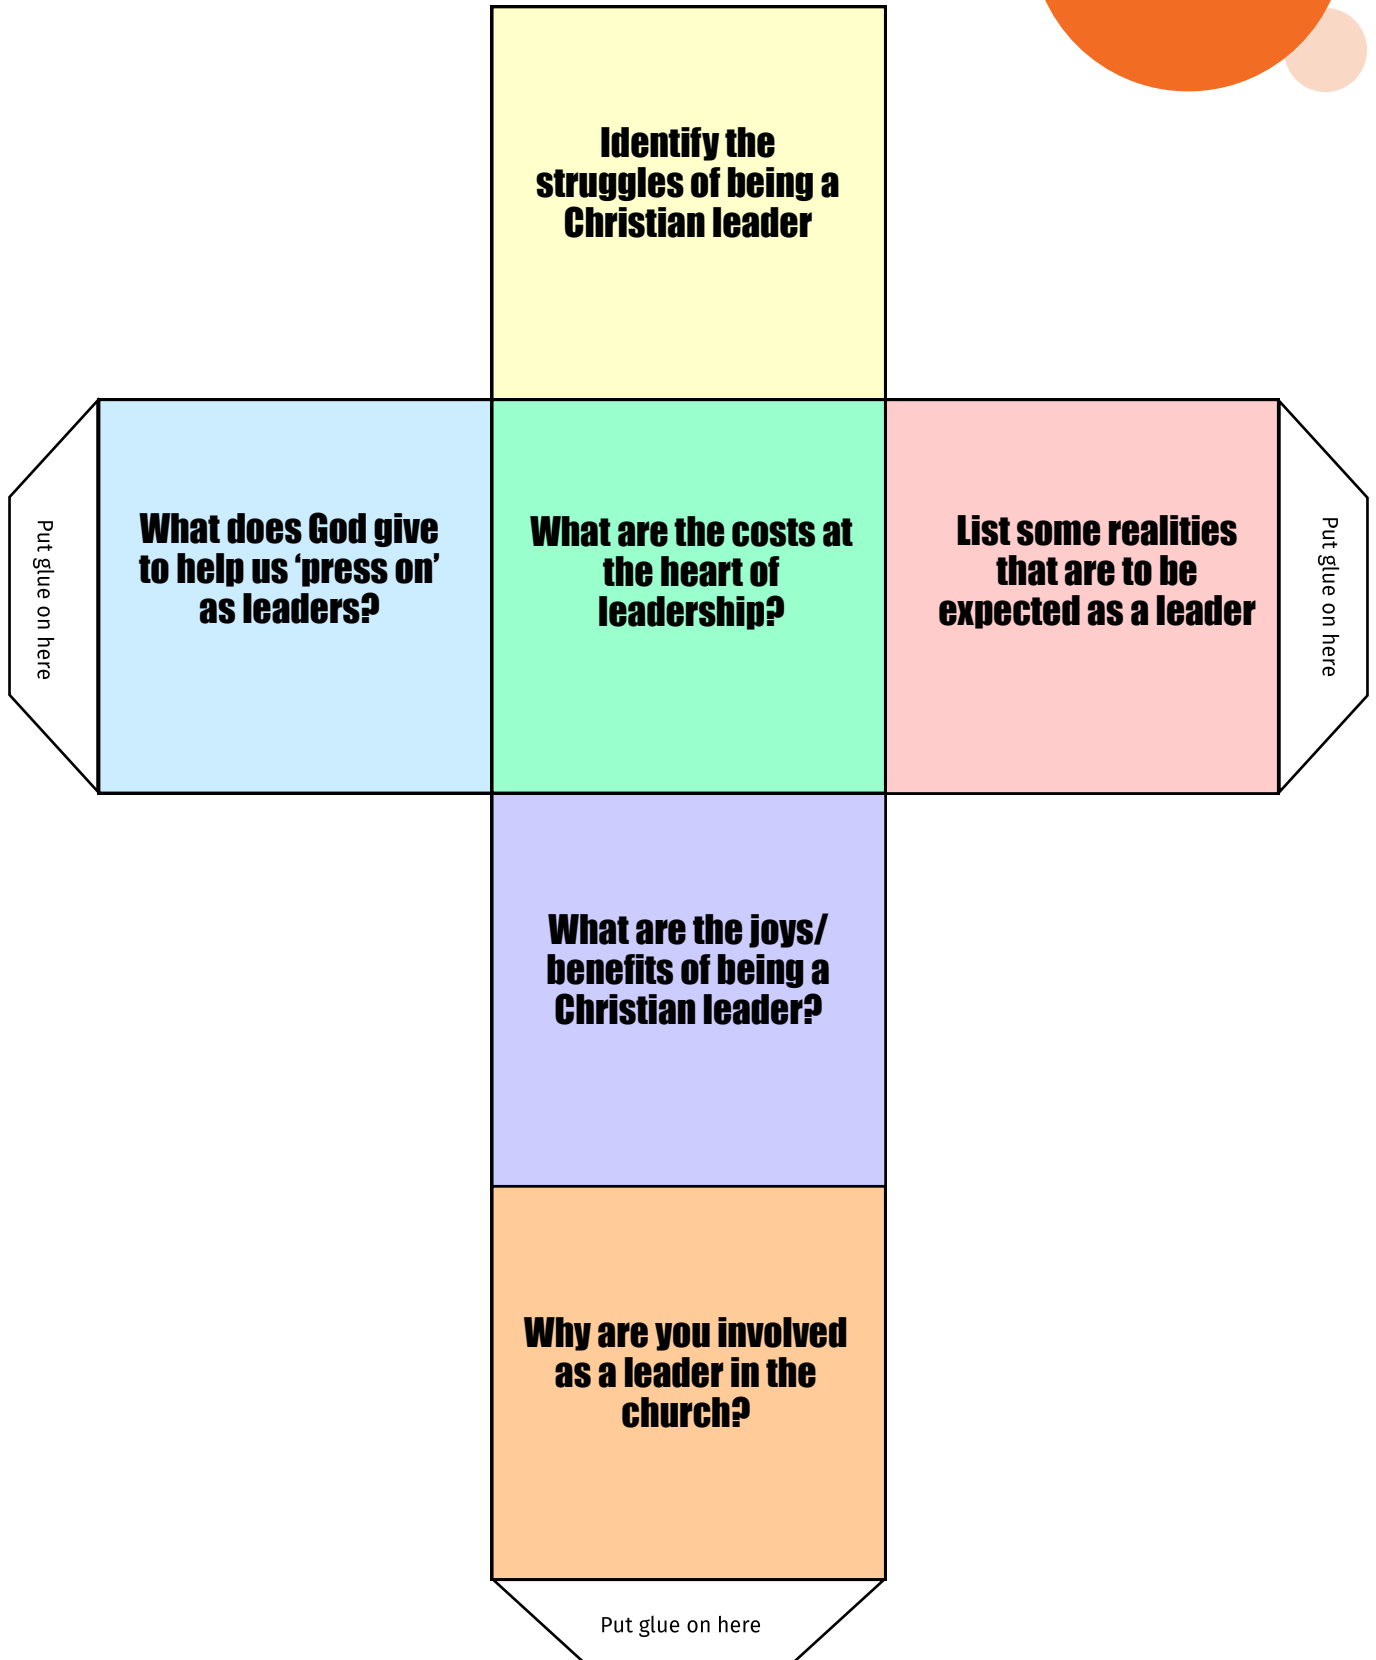 Identify the
struggles of being a
Christian leader
What does God give
to help us ‘press on’
as leaders?
What are the costs at
the heart of
leadership?
List some realities
that are to be
expected as a leader
Put glue on here
Put glue on here
What are the joys/
benefits of being a
Christian leader?
Why are you involved
as a leader in the
church?
Put glue on here